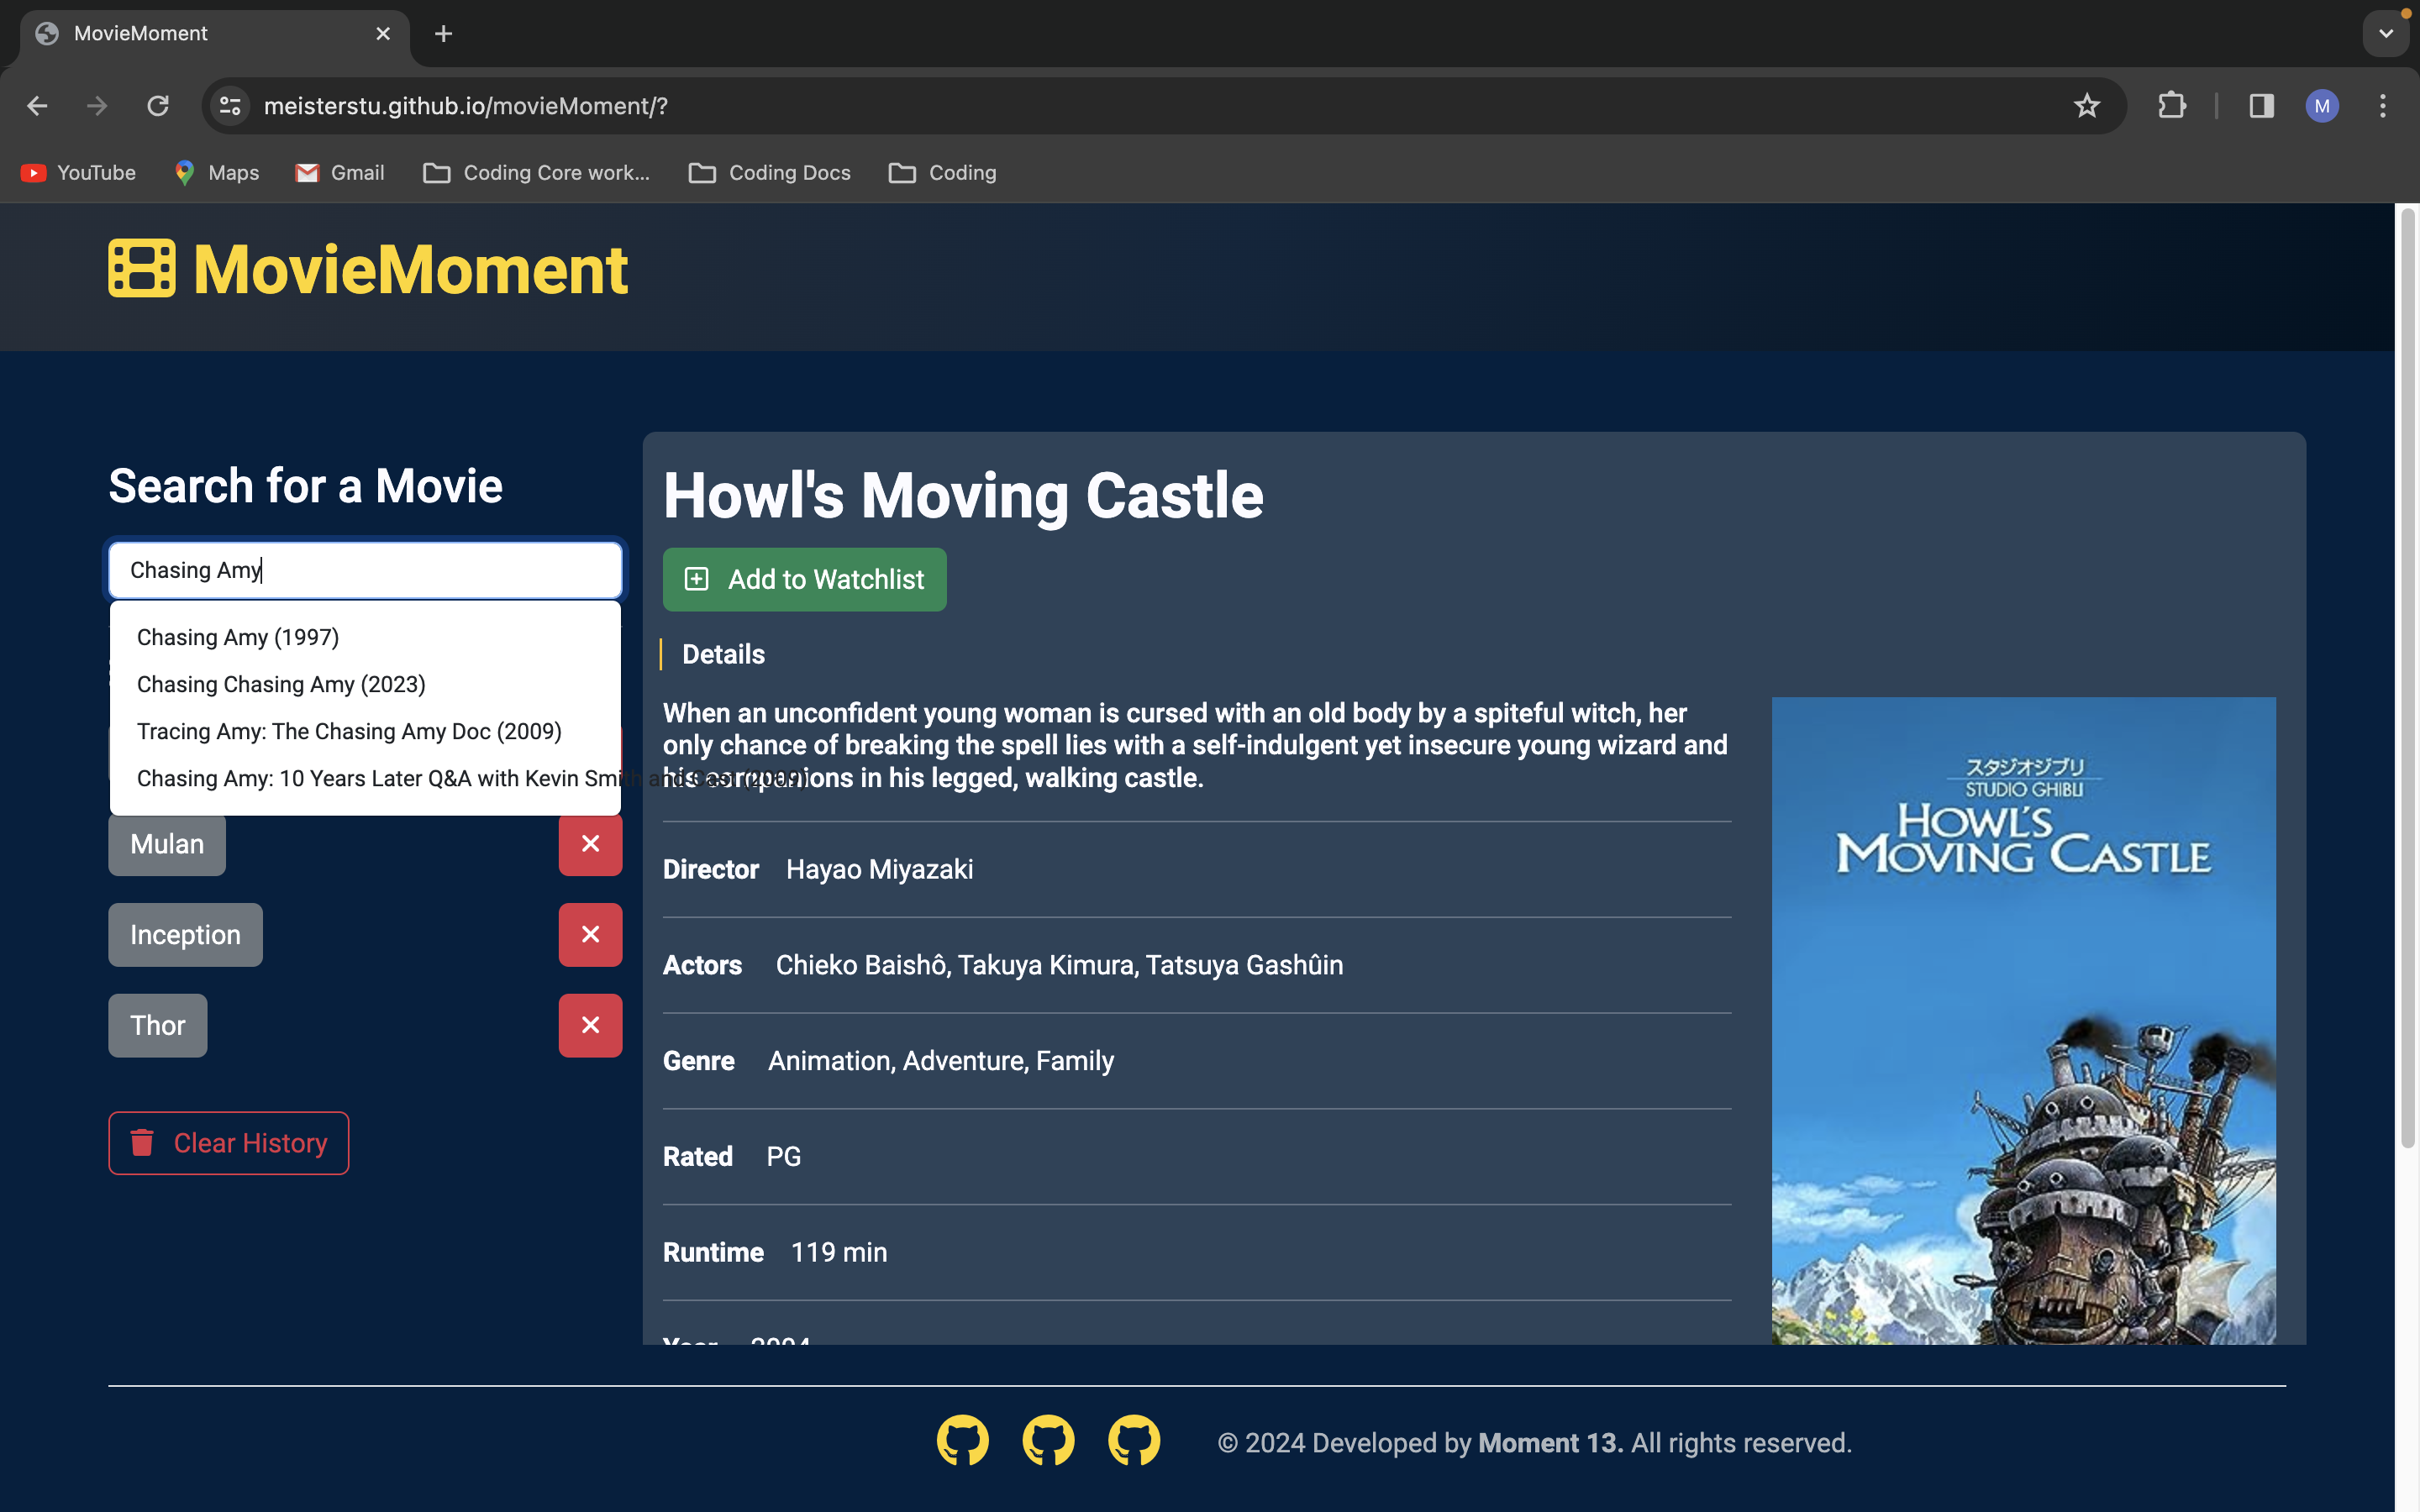 MovieMoment
meisterstu.github.io/movieMoment/?
M
YouTube
Maps
Gmail
Coding Core work...
Coding Docs
Coding
MovieMoment
Search for a Movie
Chasing Amy
Chasing Amy (1997)
Chasing Chasing Amy (2023)
Tracing Amy: The Chasing Amy Doc (2009)
Chasing Amy: 10 Years Later Q&A with Kevin Smith and Cast (2009)
Mulan
Inception
Thor
Clear History
Howl's Moving Castle
Add to Watchlist
Details
When an unconfident young woman is cursed with an old body by a spiteful witch, her
only chance of breaking the spell lies with a self-indulgent yet insecure young wizard and
his companions in his legged, walking castle.
Director Hayao Miyazaki
Actors Chieko Baishô, Takuya Kimura, Tatsuya Gashûin
Genre Animation, Adventure, Family
Rated PG
Runtime 119 min
Year 2004
スタジオジブリ
STUDIO GHIBLI
HOWL'S
MOVING CASTLE
© 2024 Developed by Moment 13. All rights reserved.